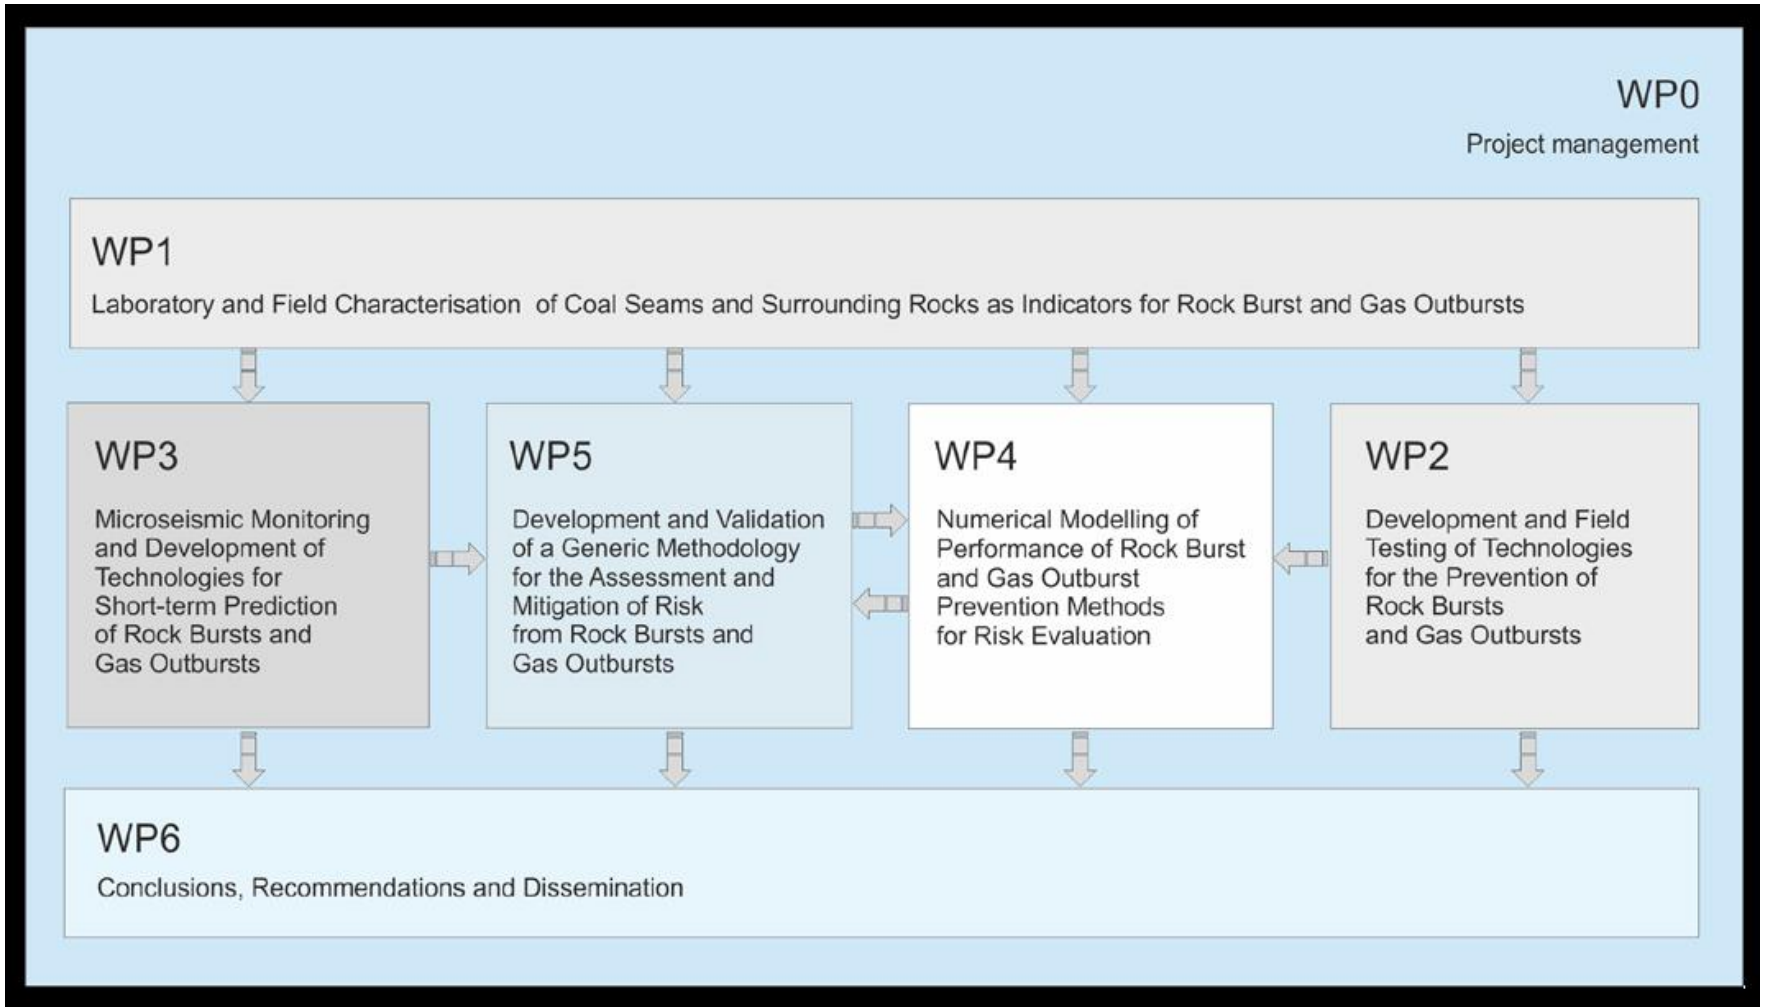 WP0
Project management
WP1
Laboratory and Field Characterisation of Coal Seams and Surrounding Rocks as Indicators for Rock Burst and Gas Outbursts
WP3
Microseismic Monitoring
and Development of
Technologies for
Short-term Prediction
of Rock Bursts and
Gas Outbursts
WP5
Development and Validation
of a Generic Methodology
for the Assessment and
Mitigation of Risk
from Rock Bursts and
Gas Outbursts
WP4
Numerical Modelling of
Performance of Rock Burst
and Gas Outburst
Prevention Methods
for Risk Evaluation
WP2
Development and Field
Testing of Technologies
for the Prevention of
Rock Bursts
and Gas Outbursts
WP6
Conclusions, Recommendations and Dissemination